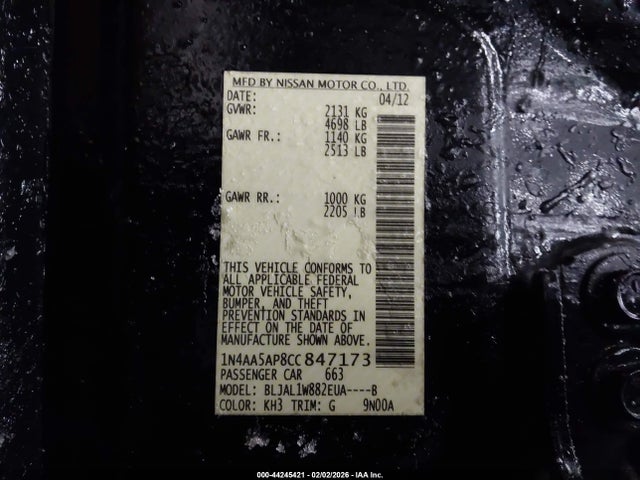 MFD BY NISSAN MOTOR CO., LTD.
DATE: 04/12
GVWR: 2131 KG
4698 LB
GAWR FR.: 1140 KG
2513 LB
GAWR RR.: 1000 KG
2205 LB
THIS VEHICLE CONFORMS TO
ALL APPLICABLE FEDERAL
MOTOR VEHICLE SAFETY,
BUMPER, AND THEFT
PREVENTION STANDARDS IN
EFFECT ON THE DATE OF
MANUFACTURE SHOWN ABOVE.
1N4AA5AP8CC847173
PASSENGER CAR 663
MODEL: BLJAL1W882EUA----B
COLOR: KH3 TRIM: G 9N00A
000-44245421 - 02/02/2026 - IAA Inc.